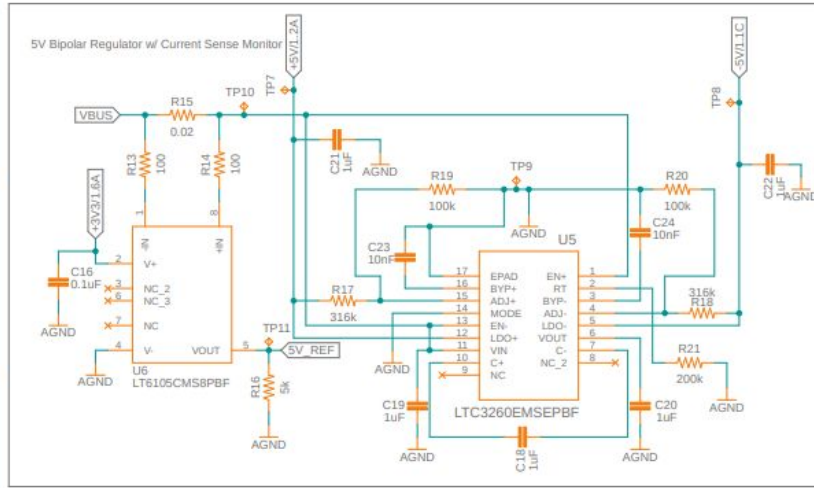 5V Bipolar Regulator w/ Current Sense Monitor
+5V/1.2A
-5V/1.1C
TP7
TP8
TP10
R15
0.02
VBUS
R13
100
R14
100
C21
1uF
AGND
R19
100k
TP9
R20
100k
C22
1uF
AGND
+3V3/1.6A
AGND
U5
C24
10nF
C23
10nF
1
8
-IN
+IN
C16
0.1uF
AGND
2
V+
3
NC_2
6
NC_3
7
NC
4
V-
VOUT
5
AGND
U6
LT6105CMS8PBF
TP11
5V_REF
R16
5k
AGND
R17
316k
AGND
17
EPAD
EN+
1
16
BYP+
RT
2
15
ADJ+
BYP-
3
14
MODE
ADJ-
4
13
EN-
LDO-
5
12
LDO+
VOUT
6
11
VIN
C-
7
10
C+
NC_2
8
9
NC
LTC3260EMSEPBF
316k
R18
R21
200k
AGND
C19
1uF
AGND
C18
1uF
C20
1uF
AGND